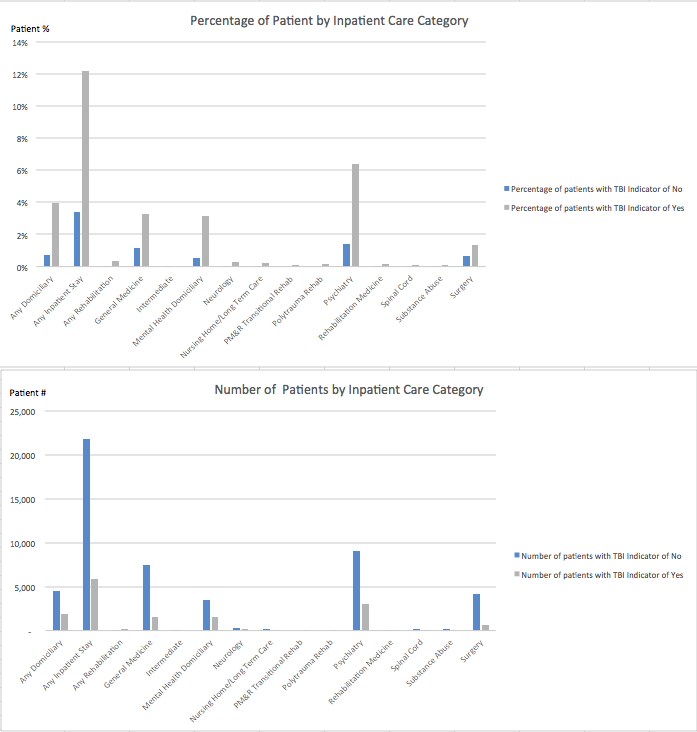 Percentage of Patient by Inpatient Care Category
Patient %
14%
12%
10%
8%
6%
4%
2%
0%
Any Domiciliary
Any Inpatient Stay
Any Rehabilitation
General Medicine
Intermediate
Mental Health Domiciliary
Neurology
Nursing Home/Long Term Care
PM&R Transitional Rehab
Polytrauma Rehab
Psychiatry
Rehabilitation Medicine
Spinal Cord
Substance Abuse
Surgery
Percentage of patients with TBI Indicator of No
Percentage of patients with TBI Indicator of Yes
Number of Patients by Inpatient Care Category
Patient #
25,000
20,000
15,000
10,000
5,000
-
Any Domiciliary
Any Inpatient Stay
Any Rehabilitation
General Medicine
Intermediate
Mental Health Domiciliary
Neurology
Nursing Home/Long Term Care
PM&R Transitional Rehab
Polytrauma Rehab
Psychiatry
Rehabilitation Medicine
Spinal Cord
Substance Abuse
Surgery
Number of patients with TBI Indicator of No
Number of patients with TBI Indicator of Yes